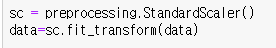 sc = preprocessing.StandardScaler()
data=sc.fit_transform(data)